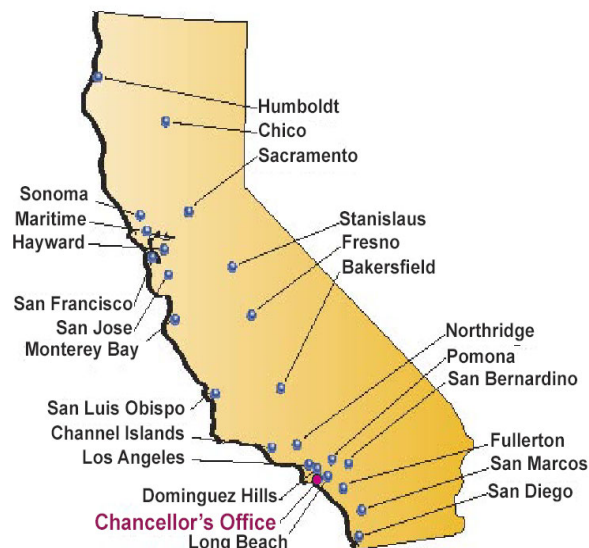 Humboldt
Chico
Sacramento
Sonoma
Maritime
Hayward
Stanislaus
Fresno
Bakersfield
San Francisco
San Jose
Monterey Bay
Northridge
Pomona
San Bernardino
San Luis Obispo
Channel Islands
Los Angeles
Fullerton
San Marcos
San Diego
Dominguez Hills
Chancellor's Office
Long Beach